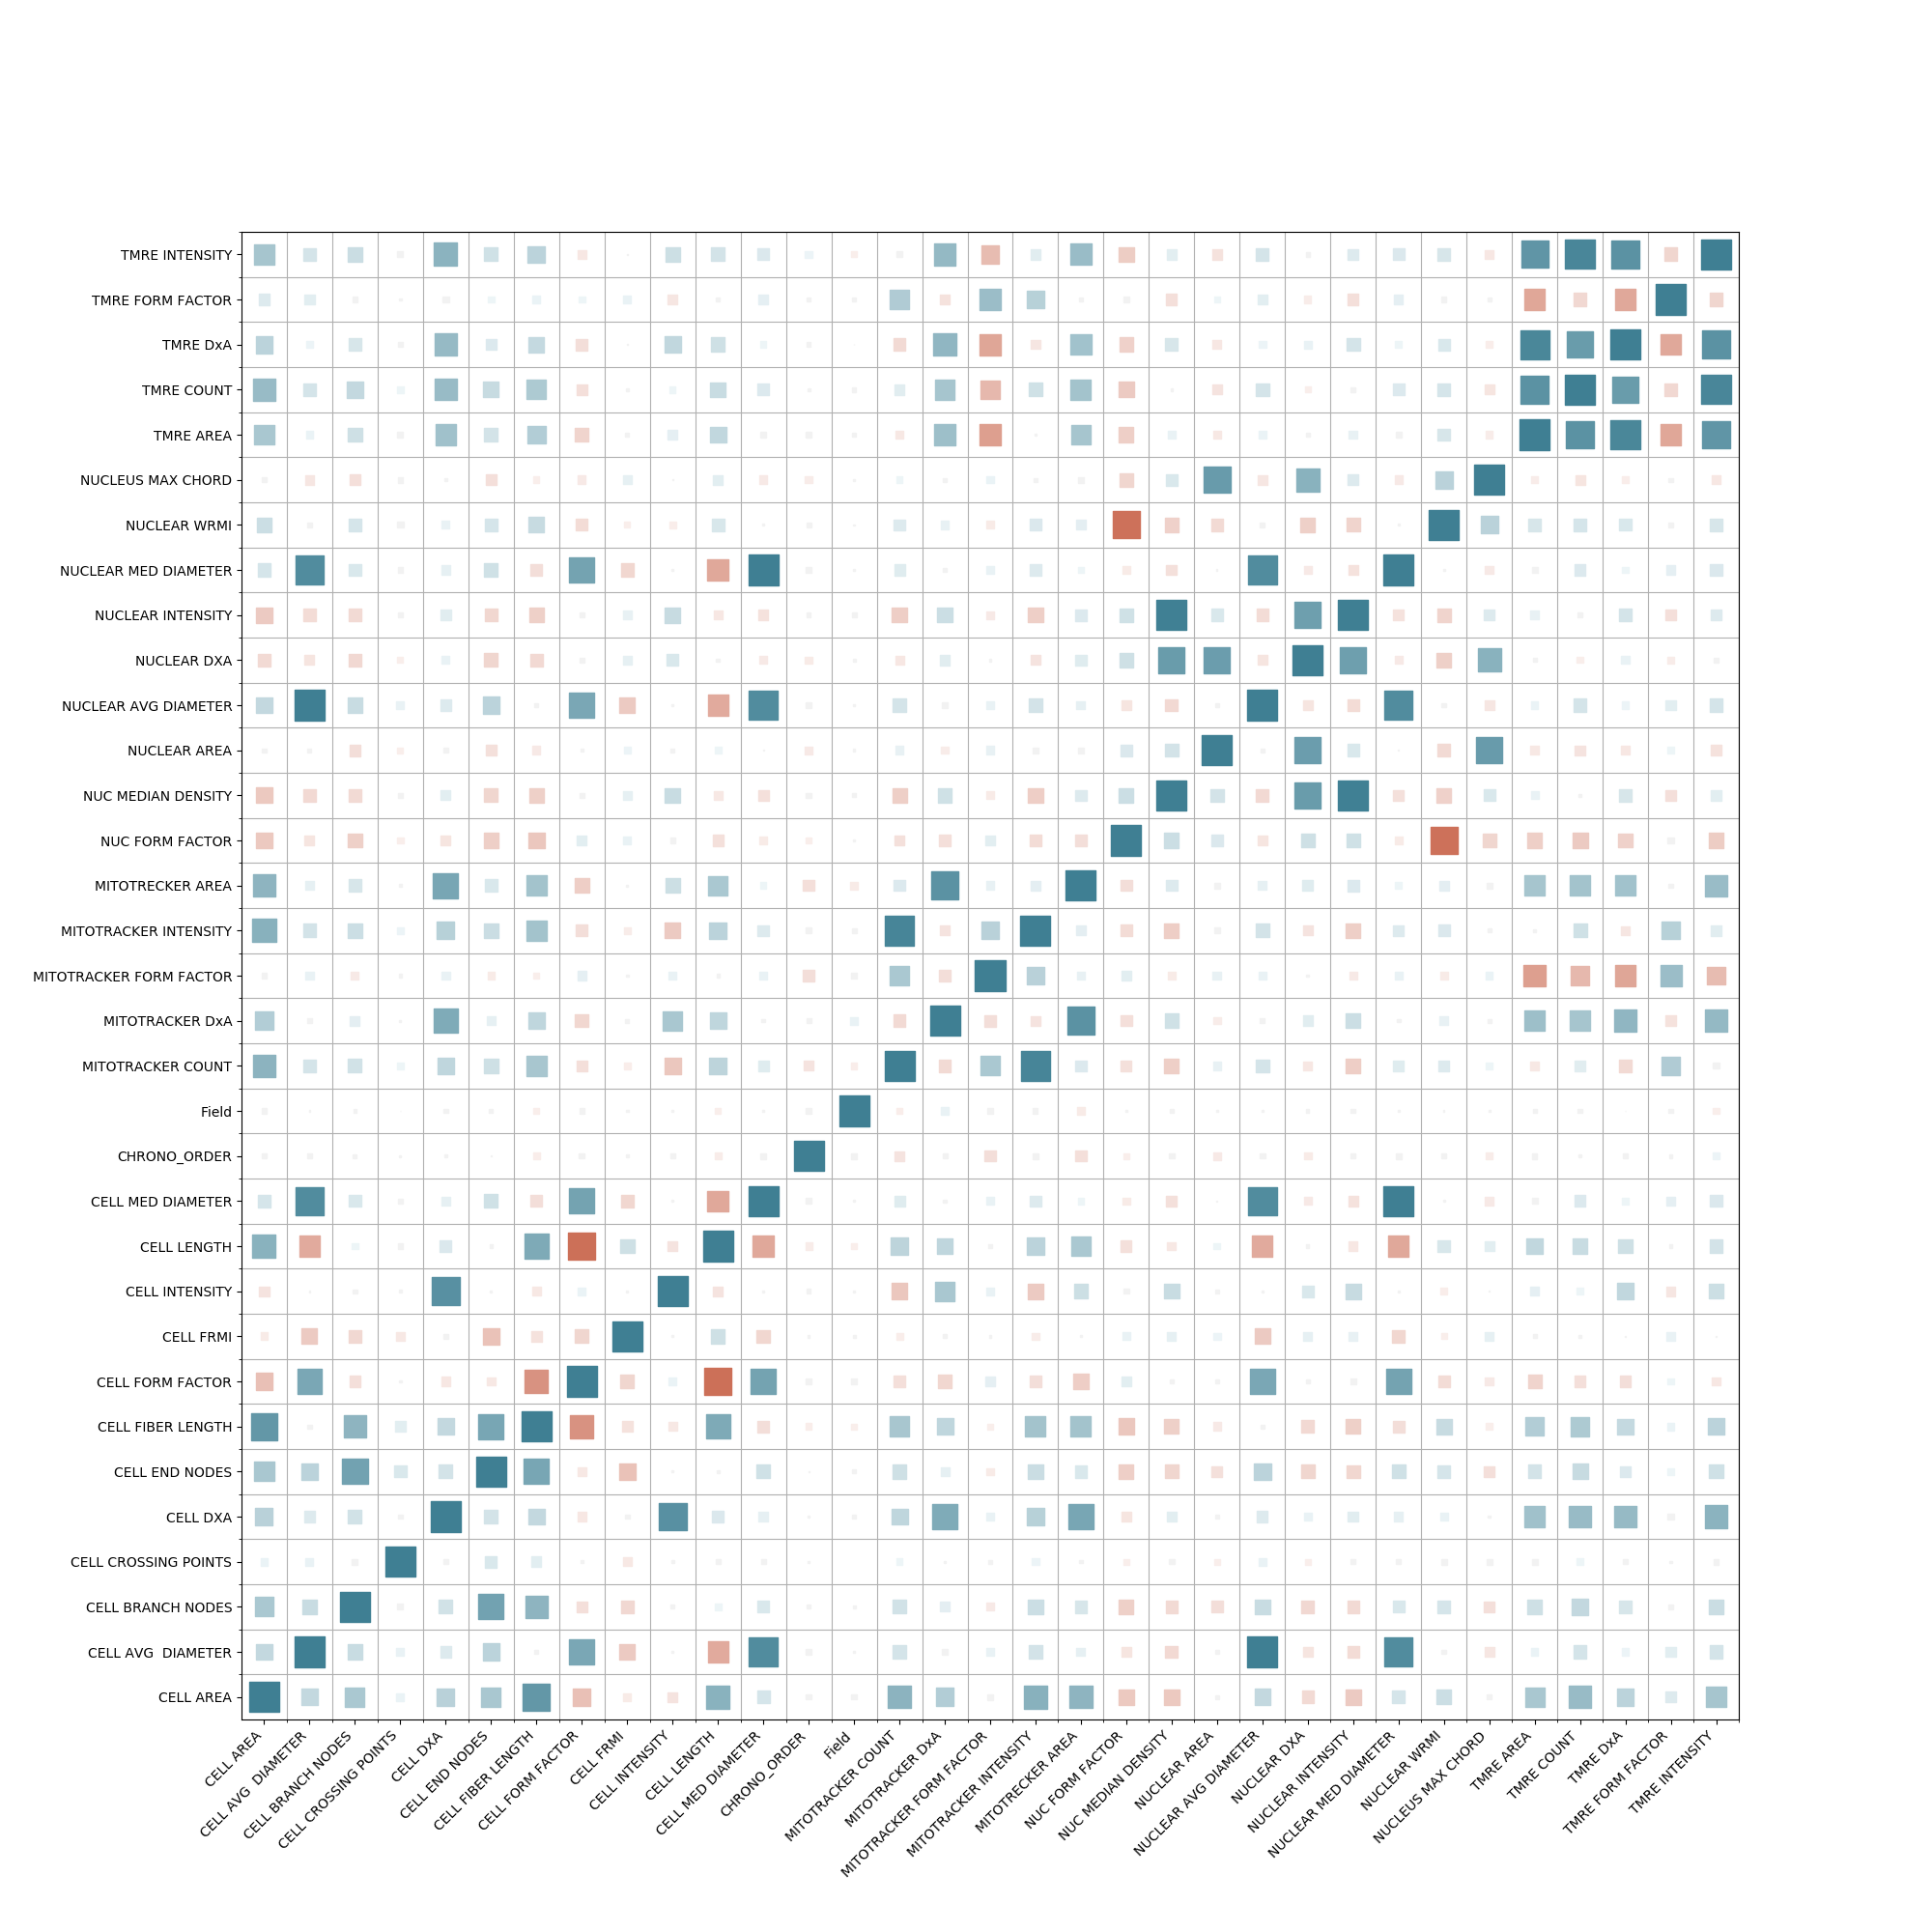 TMRE INTENSITY
TMRE FORM FACTOR
TMRE DxA
TMRE COUNT
TMRE AREA
NUCLEUS MAX CHORD
NUCLEAR WRMI
NUCLEAR MED DIAMETER
NUCLEAR INTENSITY
NUCLEAR DXA
NUCLEAR AVG DIAMETER
NUCLEAR AREA
NUC MEDIAN DENSITY
NUC FORM FACTOR
MITOTRECKER AREA
MITOTRACKER INTENSITY
MITOTRACKER FORM FACTOR
MITOTRACKER DxA
MITOTRACKER COUNT
Field
CHRONO_ORDER
CELL MED DIAMETER
CELL LENGTH
CELL INTENSITY
CELL FRMI
CELL FORM FACTOR
CELL FIBER LENGTH
CELL END NODES
CELL DXA
CELL CROSSING POINTS
CELL BRANCH NODES
CELL AVG  DIAMETER
CELL AREA
CELL AREA
CELL AVG  DIAMETER
CELL BRANCH NODES
CELL CROSSING POINTS
CELL DXA
CELL END NODES
CELL FIBER LENGTH
CELL FORM FACTOR
CELL FRMI
CELL INTENSITY
CELL LENGTH
CELL MED DIAMETER
CHRONO_ORDER
Field
MITOTRACKER COUNT
MITOTRACKER DxA
MITOTRACKER FORM FACTOR
MITOTRACKER INTENSITY
MITOTRECKER AREA
NUC FORM FACTOR
NUC MEDIAN DENSITY
NUCLEAR AREA
NUCLEAR AVG DIAMETER
NUCLEAR DXA
NUCLEAR INTENSITY
NUCLEAR MED DIAMETER
NUCLEAR WRMI
NUCLEUS MAX CHORD
TMRE AREA
TMRE COUNT
TMRE DxA
TMRE FORM FACTOR
TMRE INTENSITY